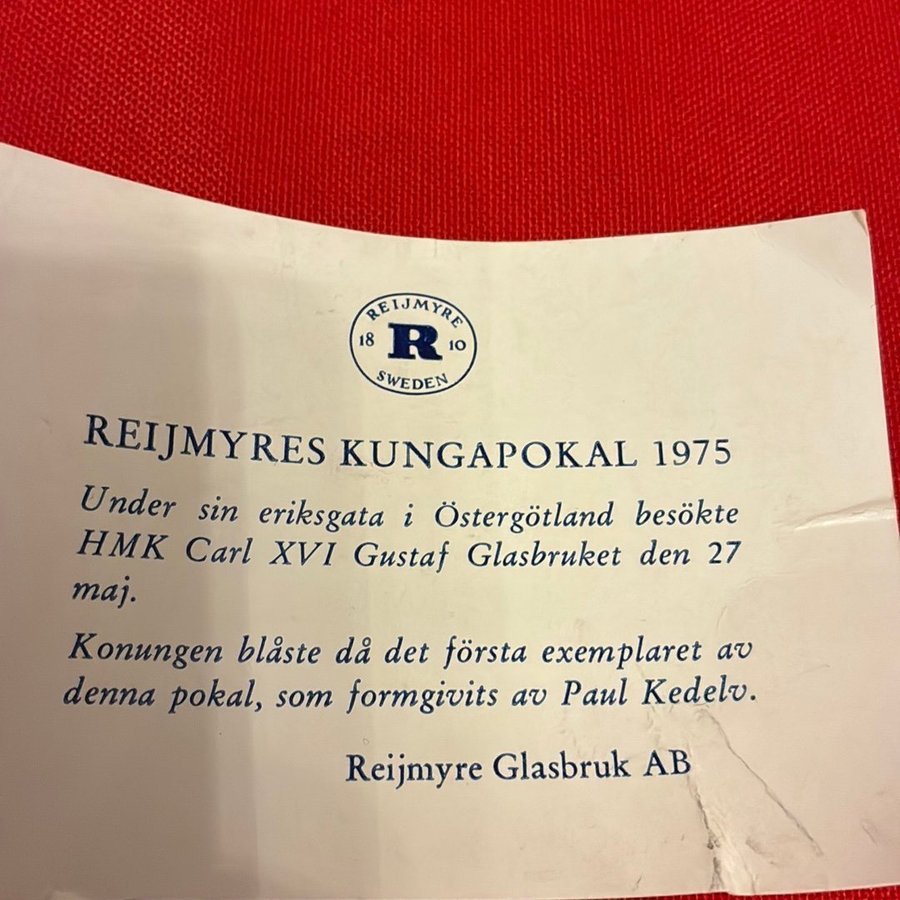 REIJMYRE
18 R 10
SWEDEN
REIJMYRES KUNGAPOKAL 1975
Under sin eriksgata i Östergötland besökte
HMK Carl XVI Gustaf Glasbruket den 27
maj.
Konungen blåste då det första exemplaret av
denna pokal, som formgivits av Paul Kedelv.
Reijmyre Glasbruk AB